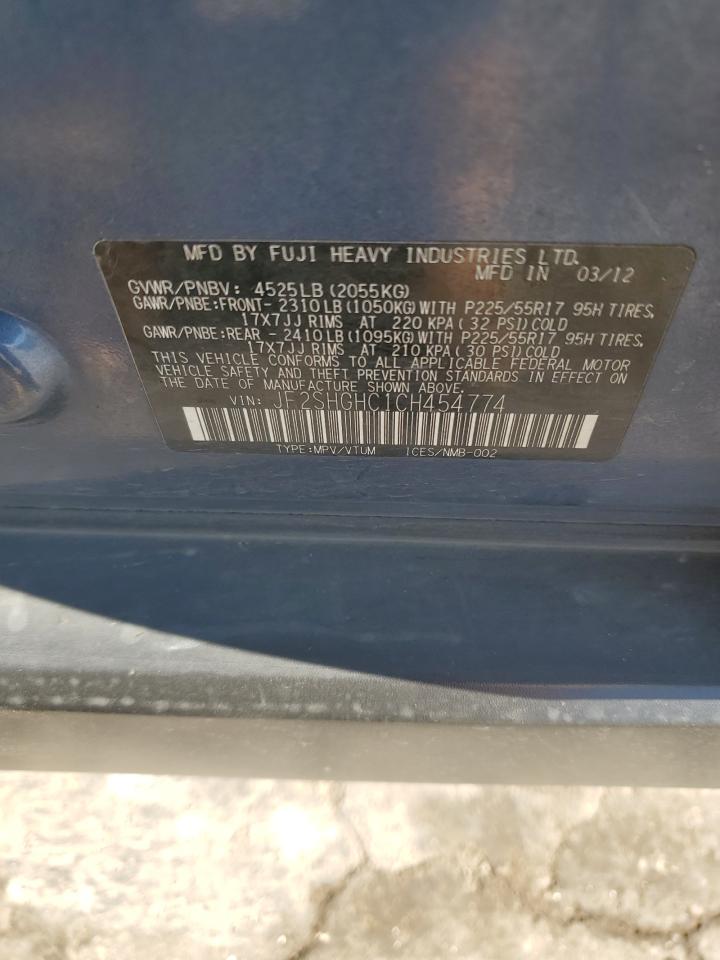 MFD BY FUJI HEAVY INDUSTRIES LTD.
MFD IN 03/12
GVWR/PNBV: 4525LB(2055KG)
GAWR/PNBE:FRONT-2310LB(1050KG)WITH P225/55R17 95H TIRES,
17X7JJ RIMS AT 220 KPA(32 PSI)COLD
GAWR/PNBE:REAR -2410LB(1095KG)WITH P225/55R17 95H TIRES,
17X7JJ RIMS AT 210 KPA(30 PSI)COLD
THIS VEHICLE CONFORMS TO ALL APPLICABLE FEDERAL MOTOR
VEHICLE SAFETY AND THEFT PREVENTION STANDARDS IN EFFECT ON
THE DATE OF MANUFACTURE SHOWN ABOVE.
VIN: JF2SHGHC1CH454774
TYPE:MPV/VTUM ICES/NMB-002